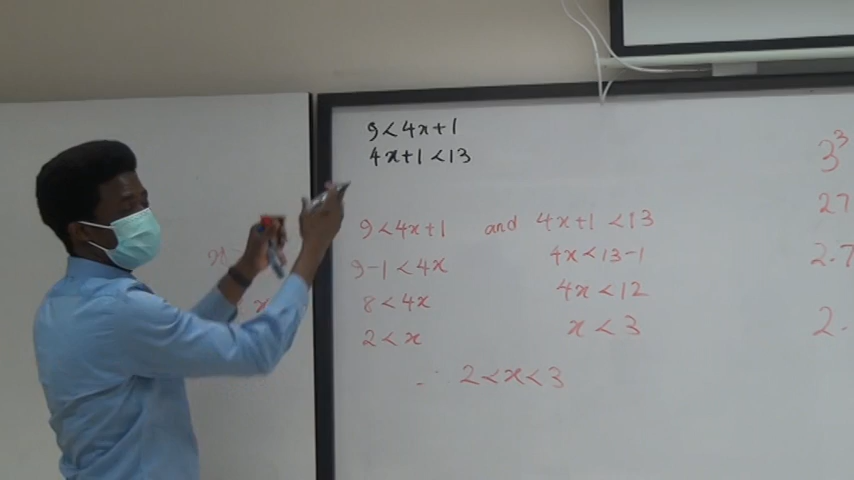 9<4x+1
4x+1<13
9<4x+1 and 4x+1<13
9-1<4x 4x<13-1
8<4x 4x<12
2<x x<3
∴ 2<x<3
3³
27
2.7
2.
x
x